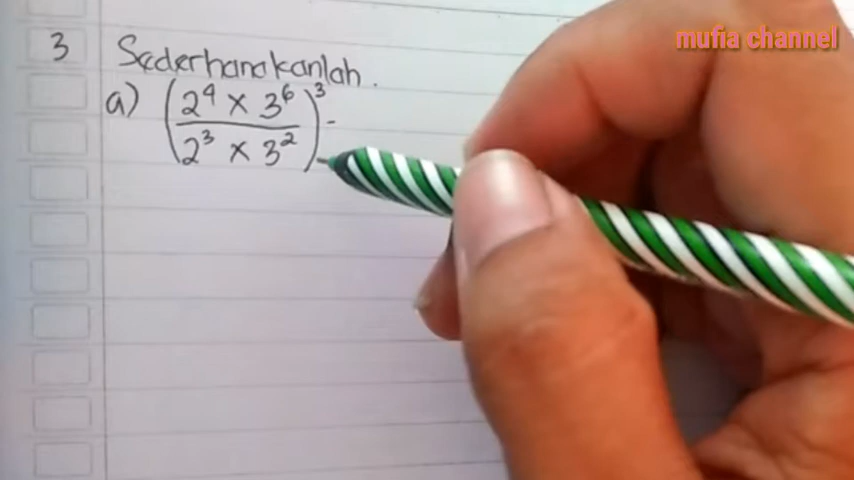 mufia channel
3 Sederhanakanlah.
a) (2⁴ × 3⁶ / 2³ × 3²)³ =